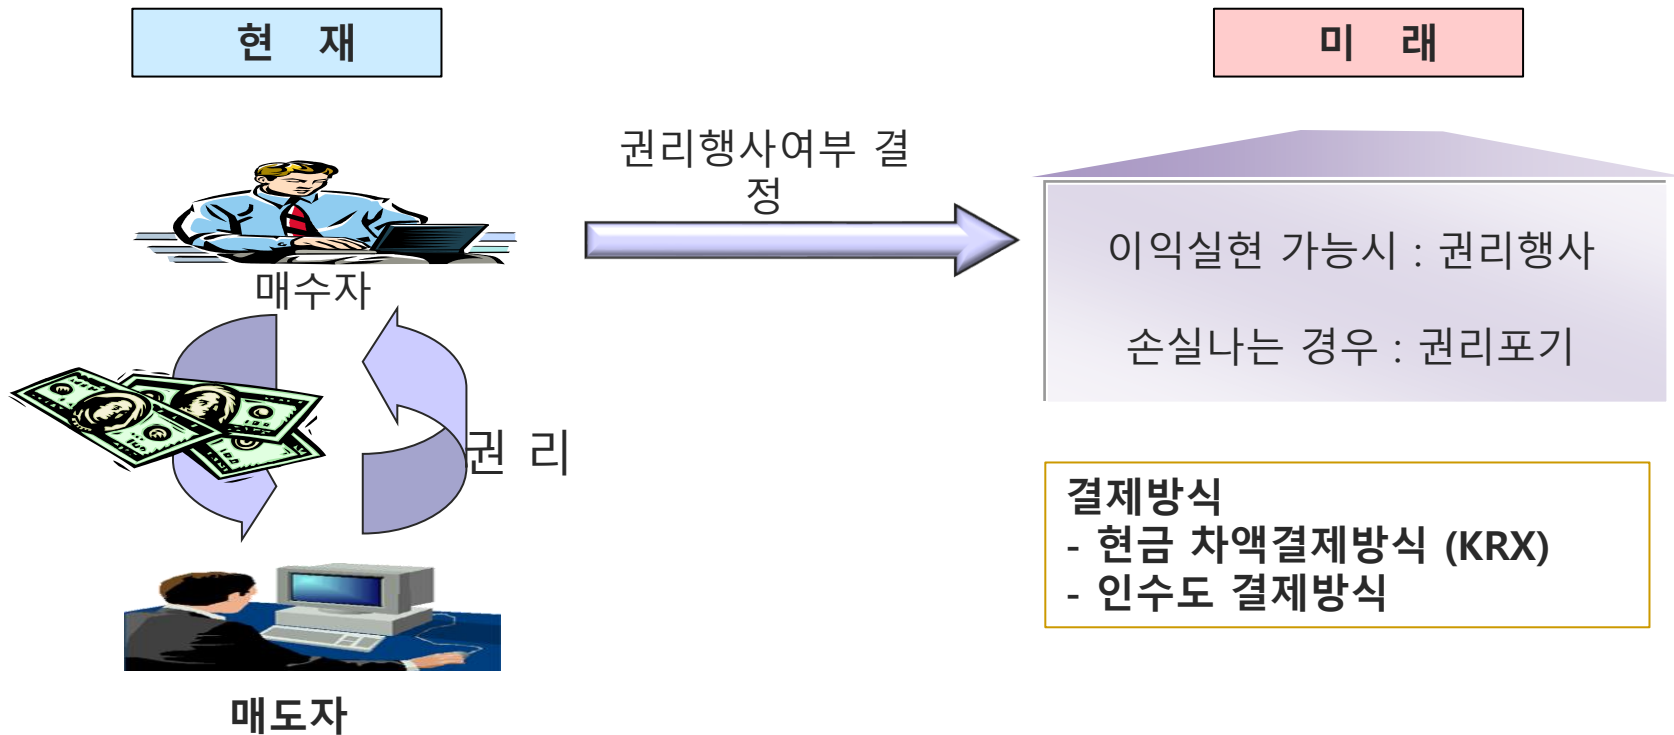 현 재
미 래
권리행사여부 결
정
매수자
권 리
매도자
이익실현 가능시 : 권리행사
손실나는 경우 : 권리포기
결제방식
- 현금 차액결제방식 (KRX)
- 인수도 결제방식